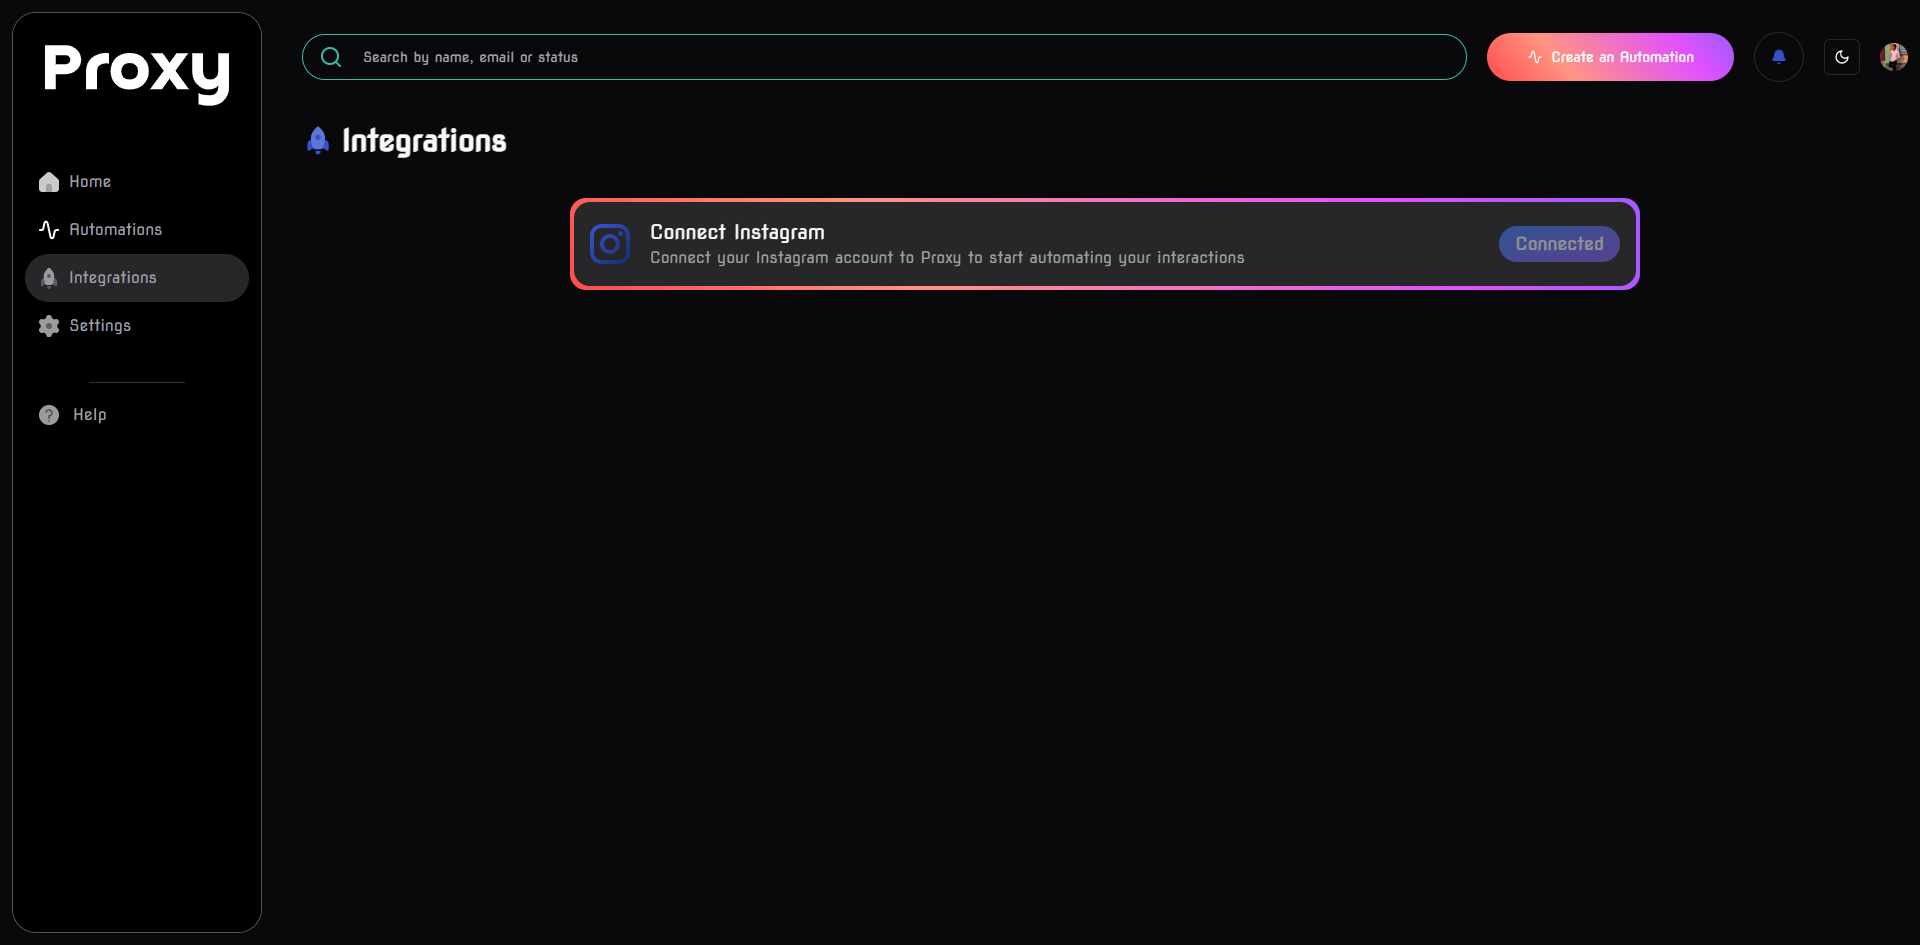 Proxy
Home
Automations
Integrations
Settings
Help
Search by name, email or status
Create an Automation
Integrations
Connect Instagram
Connect your Instagram account to Proxy to start automating your interactions
Connected